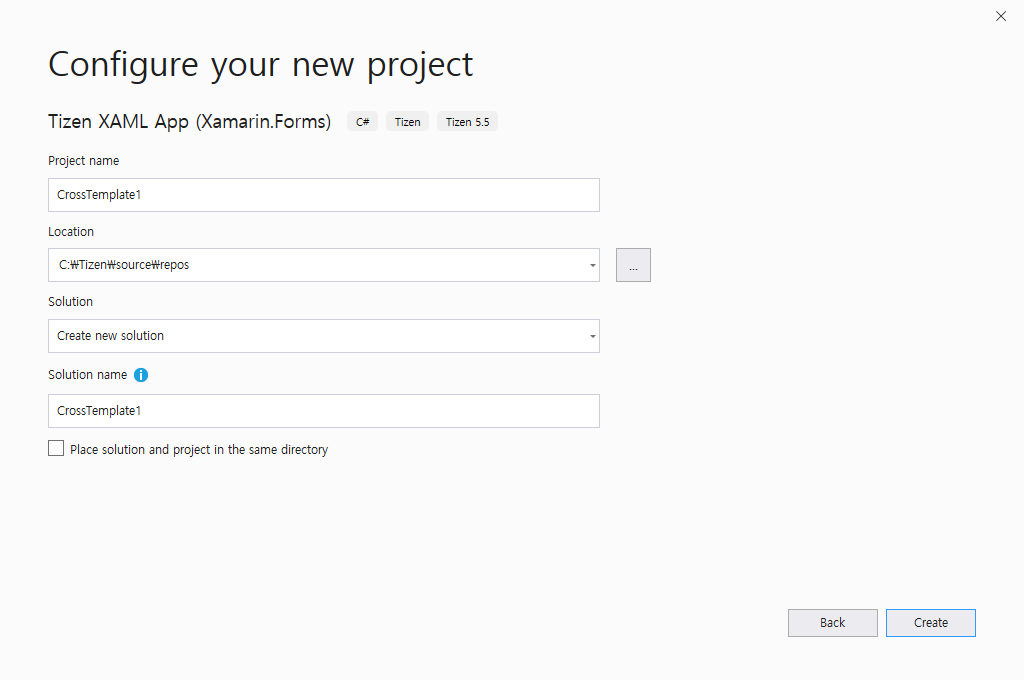 Configure your new project
Tizen XAML App (Xamarin.Forms) C# Tizen Tizen 5.5
Project name
CrossTemplate1
Location
C:₩Tizen₩source₩repos
...
Solution
Create new solution
Solution name
CrossTemplate1
Place solution and project in the same directory
Back Create